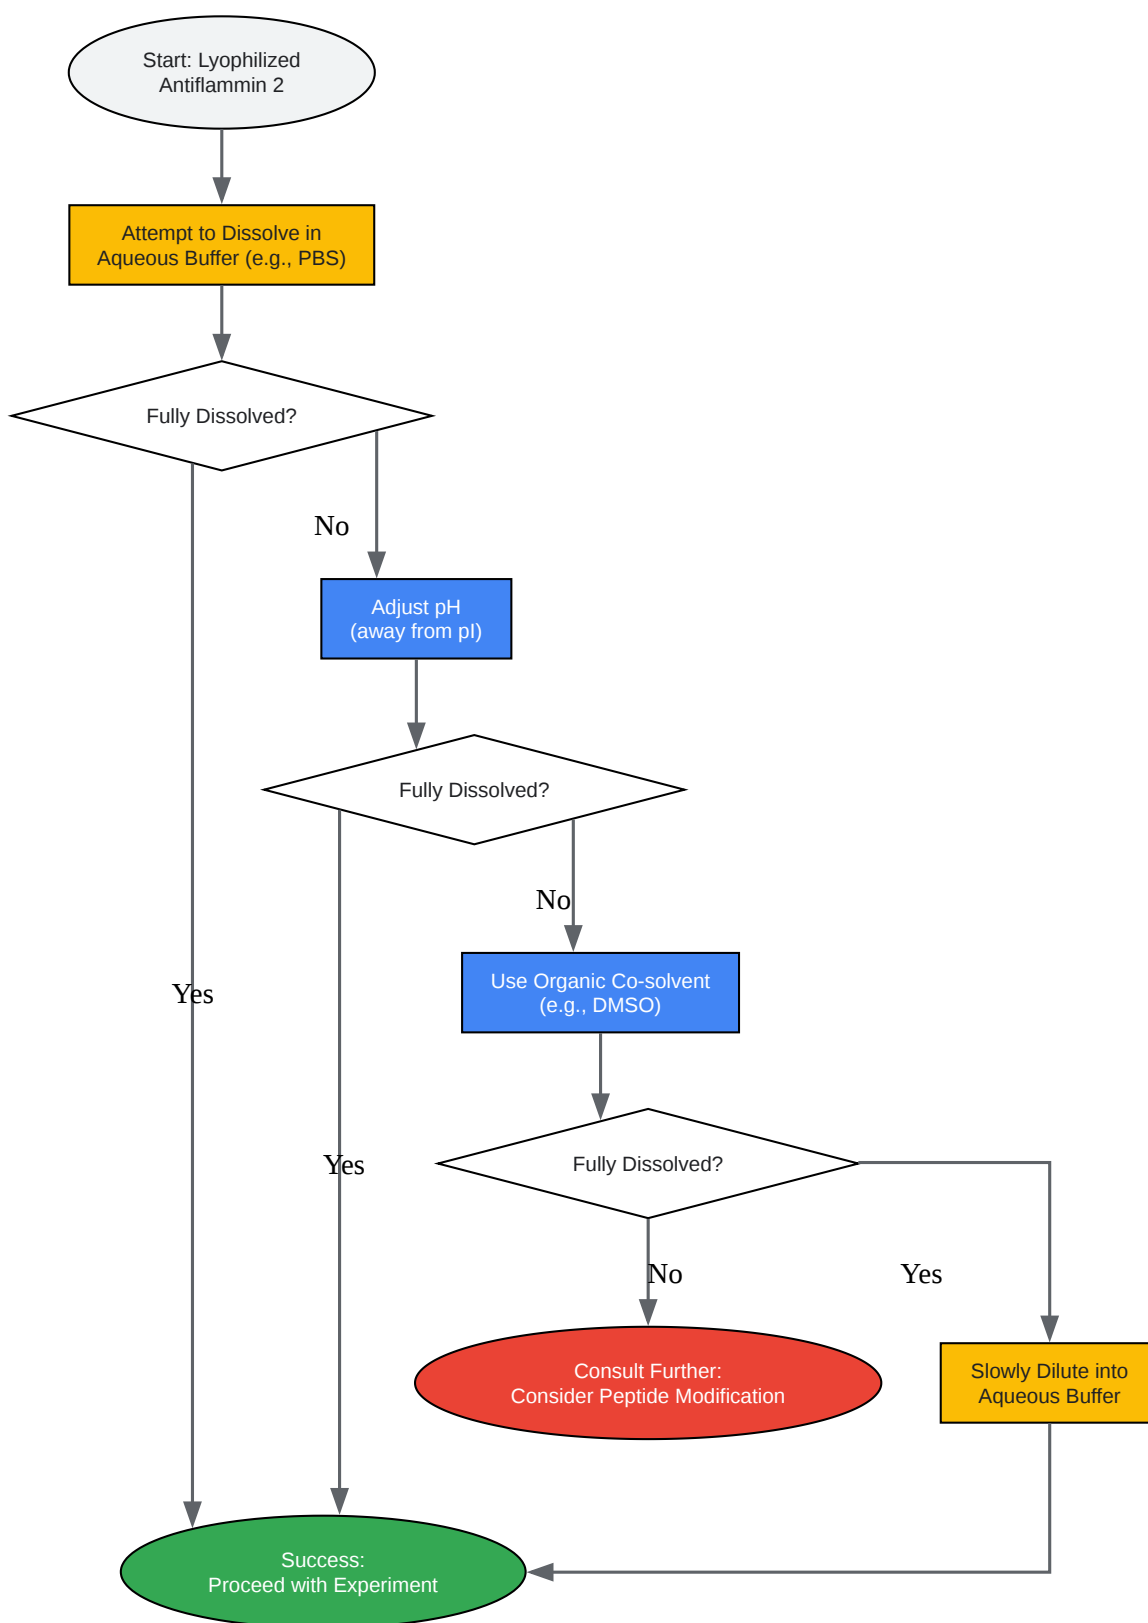 Start: Lyophilized
Antiflammin 2
Attempt to Dissolve in
Aqueous Buffer (e.g., PBS)
Fully Dissolved?
No
Adjust pH
(away from pI)
Fully Dissolved?
No
Yes
Use Organic Co-solvent
(e.g., DMSO)
Yes
Fully Dissolved?
No
Yes
Consult Further:
Consider Peptide Modification
Slowly Dilute into
Aqueous Buffer
Success:
Proceed with Experiment